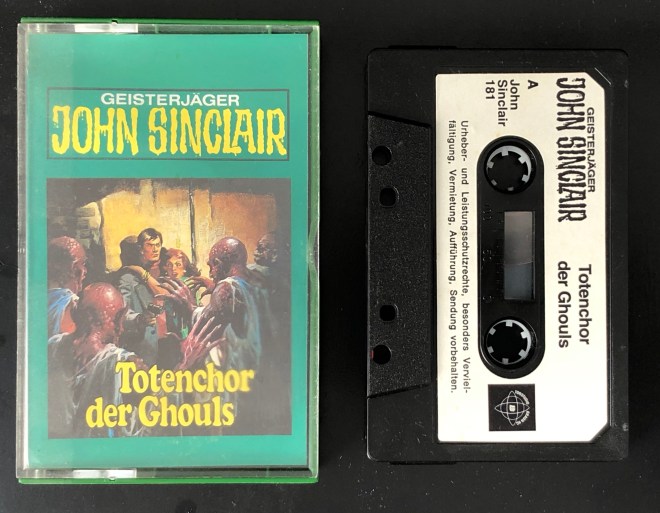 GEISTERJÄGER
JOHN SINCLAIR
Totenchor
der Ghouls
GEISTERJÄGER
JOHN SINCLAIR
Totenchor
der Ghouls
A
John
Sinclair
181
Urheber- und Leistungsschutzrechte, besonders Verviel-
fältigung, Vermietung, Aufführung, Sendung vorbehalten.